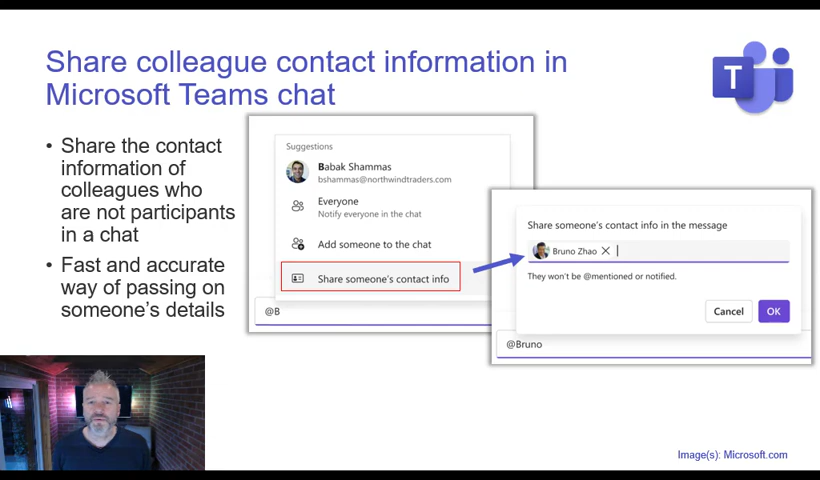 Share colleague contact information in
Microsoft Teams chat
T
• Share the contact
information of
colleagues who
are not participants
in a chat
• Fast and accurate
way of passing on
someone's details
Suggestions
Babak Shammas
bshammas@northwindtraders.com
Everyone
Notify everyone in the chat
Add someone to the chat
Share someone's contact info
@B
Share someone's contact info in the message
Bruno Zhao
They won't be @mentioned or notified.
Cancel
OK
@Bruno
Image(s): Microsoft.com